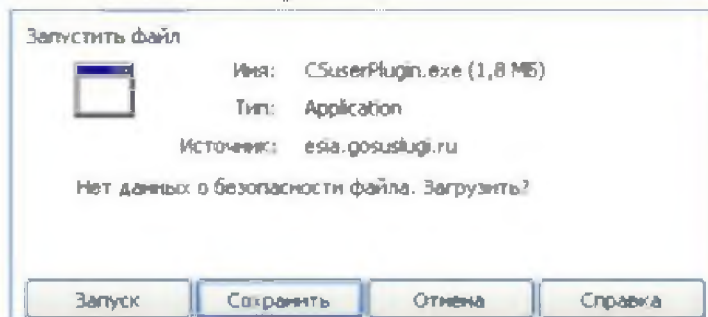 Запустить файл
Имя: CSuserPlugin.exe (1,8 МБ)
Тип: Application
Источник: esia.gosuslugi.ru
Нет данных о безопасности файла. Загрузить?
Запуск Сохранить Отмена Справка